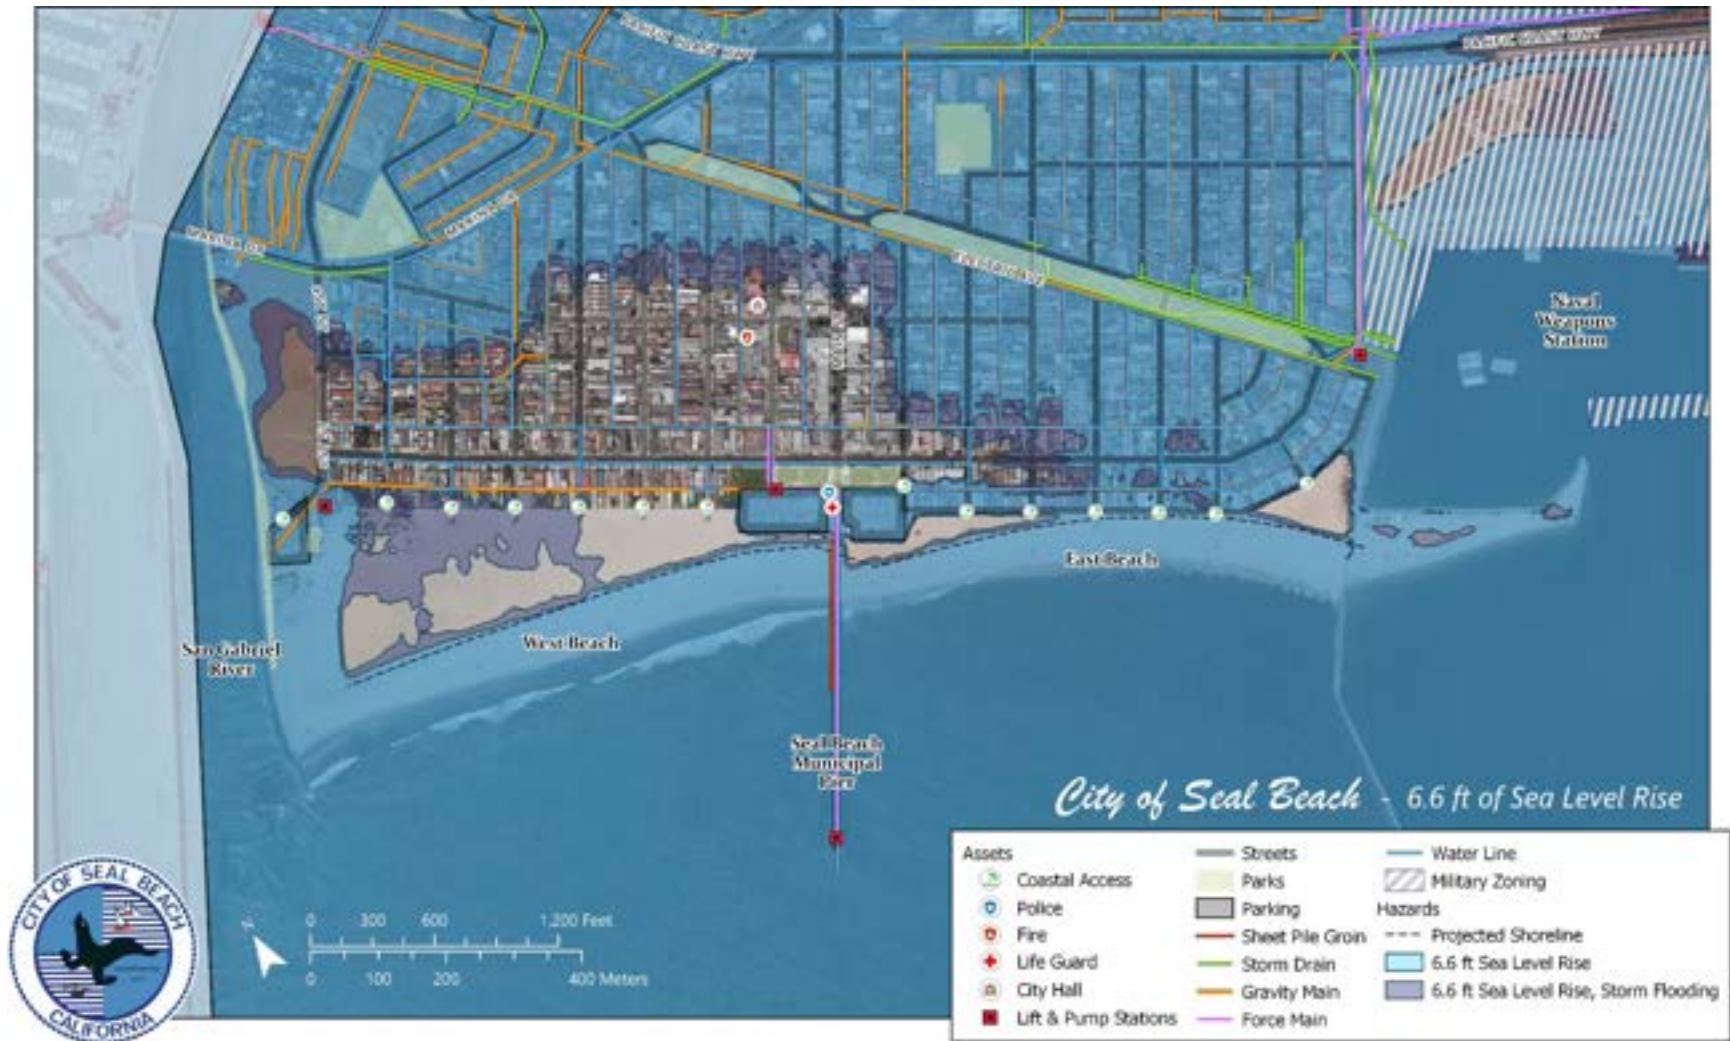 PACIFIC COAST HWY
PACIFIC COAST HWY
MARINA DR
MARINA DR
ELECTRIC AVE
Naval
Weapons
Station
East Beach
West Beach
San Gabriel
River
Seal Beach
Municipal
Pier
City of Seal Beach - 6.6 ft of Sea Level Rise
CITY OF SEAL BEACH
CALIFORNIA
0 300 600 1,200 Feet
0 100 200 400 Meters
Assets
Coastal Access
Police
Fire
Life Guard
City Hall
Lift & Pump Stations
Streets
Parks
Parking
Sheet Pile Groin
Storm Drain
Gravity Main
Force Main
Water Line
Military Zoning
Hazards
Projected Shoreline
6.6 ft Sea Level Rise
6.6 ft Sea Level Rise, Storm Flooding